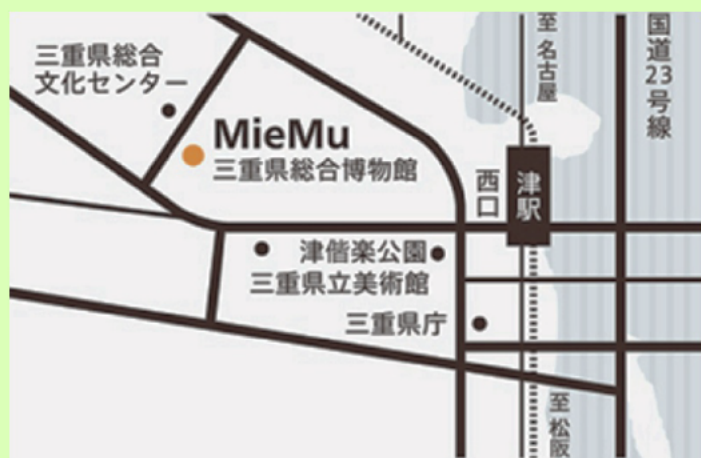 三重県総合
文化センター
MieMu
三重県総合博物館
至 名古屋
国道23号線
西口
津駅
津偕楽公園
三重県立美術館
三重県庁
至 松阪